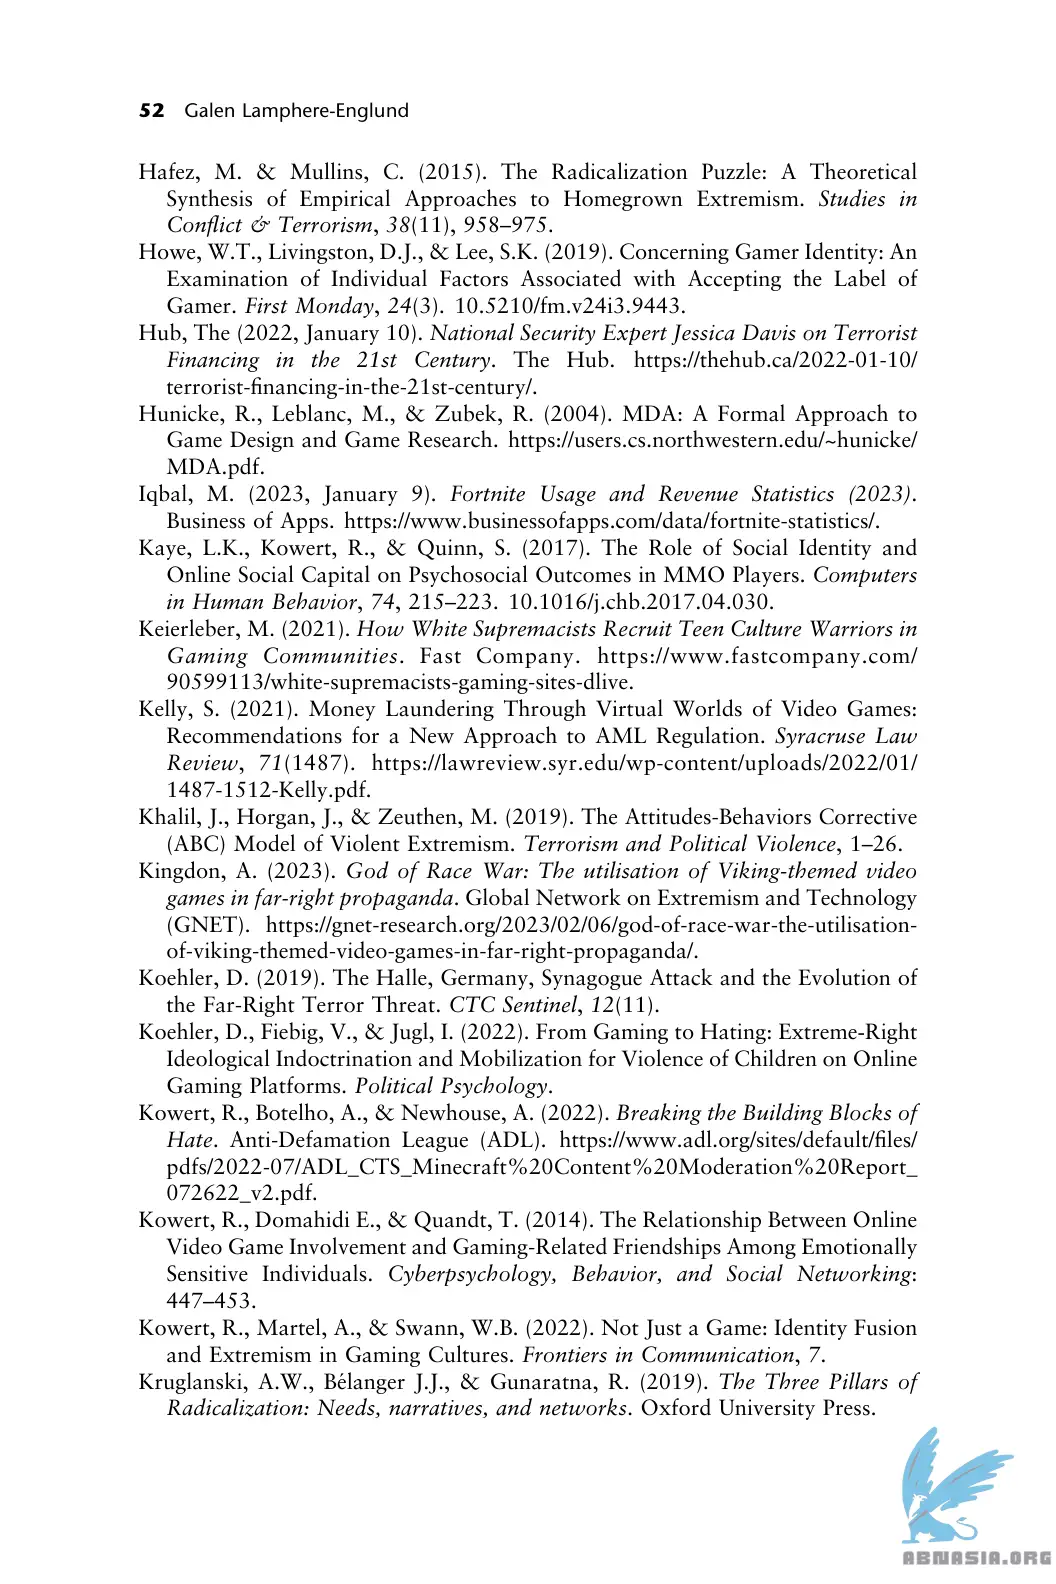 52 Galen Lamphere-Englund
Hafez, M. & Mullins, C. (2015). The Radicalization Puzzle: A Theoretical
Synthesis of Empirical Approaches to Homegrown Extremism. Studies in
Conflict & Terrorism, 38(11), 958–975.
Howe, W.T., Livingston, D.J., & Lee, S.K. (2019). Concerning Gamer Identity: An
Examination of Individual Factors Associated with Accepting the Label of
Gamer. First Monday, 24(3). 10.5210/fm.v24i3.9443.
Hub, The (2022, January 10). National Security Expert Jessica Davis on Terrorist
Financing in the 21st Century. The Hub. https://thehub.ca/2022-01-10/
terrorist-financing-in-the-21st-century/.
Hunicke, R., Leblanc, M., & Zubek, R. (2004). MDA: A Formal Approach to
Game Design and Game Research. https://users.cs.northwestern.edu/~hunicke/
MDA.pdf.
Iqbal, M. (2023, January 9). Fortnite Usage and Revenue Statistics (2023).
Business of Apps. https://www.businessofapps.com/data/fortnite-statistics/.
Kaye, L.K., Kowert, R., & Quinn, S. (2017). The Role of Social Identity and
Online Social Capital on Psychosocial Outcomes in MMO Players. Computers
in Human Behavior, 74, 215–223. 10.1016/j.chb.2017.04.030.
Keierleber, M. (2021). How White Supremacists Recruit Teen Culture Warriors in
Gaming Communities. Fast Company. https://www.fastcompany.com/
90599113/white-supremacists-gaming-sites-dlive.
Kelly, S. (2021). Money Laundering Through Virtual Worlds of Video Games:
Recommendations for a New Approach to AML Regulation. Syracruse Law
Review, 71(1487). https://lawreview.syr.edu/wp-content/uploads/2022/01/
1487-1512-Kelly.pdf.
Khalil, J., Horgan, J., & Zeuthen, M. (2019). The Attitudes-Behaviors Corrective
(ABC) Model of Violent Extremism. Terrorism and Political Violence, 1–26.
Kingdon, A. (2023). God of Race War: The utilisation of Viking-themed video
games in far-right propaganda. Global Network on Extremism and Technology
(GNET). https://gnet-research.org/2023/02/06/god-of-race-war-the-utilisation-
of-viking-themed-video-games-in-far-right-propaganda/.
Koehler, D. (2019). The Halle, Germany, Synagogue Attack and the Evolution of
the Far-Right Terror Threat. CTC Sentinel, 12(11).
Koehler, D., Fiebig, V., & Jugl, I. (2022). From Gaming to Hating: Extreme-Right
Ideological Indoctrination and Mobilization for Violence of Children on Online
Gaming Platforms. Political Psychology.
Kowert, R., Botelho, A., & Newhouse, A. (2022). Breaking the Building Blocks of
Hate. Anti-Defamation League (ADL). https://www.adl.org/sites/default/files/
pdfs/2022-07/ADL_CTS_Minecraft%20Content%20Moderation%20Report_
072622_v2.pdf.
Kowert, R., Domahidi E., & Quandt, T. (2014). The Relationship Between Online
Video Game Involvement and Gaming-Related Friendships Among Emotionally
Sensitive Individuals. Cyberpsychology, Behavior, and Social Networking:
447–453.
Kowert, R., Martel, A., & Swann, W.B. (2022). Not Just a Game: Identity Fusion
and Extremism in Gaming Cultures. Frontiers in Communication, 7.
Kruglanski, A.W., Bélanger J.J., & Gunaratna, R. (2019). The Three Pillars of
Radicalization: Needs, narratives, and networks. Oxford University Press.
ABNASIA.ORG